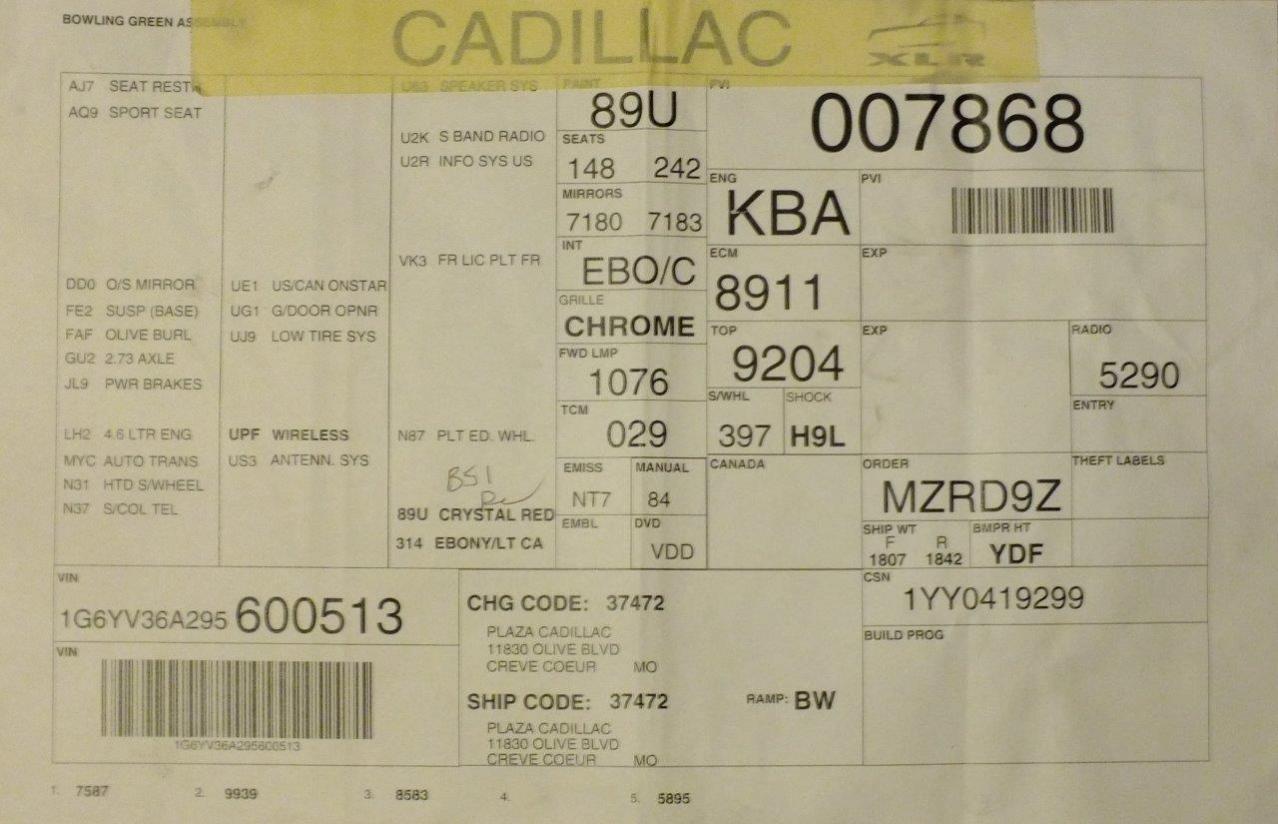 BOWLING GREEN ASSEMBLY
CADILLAC
XLR
AJ7 SEAT RESTR
AQ9 SPORT SEAT
DD0 O/S MIRROR
FE2 SUSP (BASE)
FAF OLIVE BURL
GU2 2.73 AXLE
JL9 PWR BRAKES
LH2 4.6 LTR ENG
MYC AUTO TRANS
N31 HTD S/WHEEL
N37 S/COL TEL
UE1 US/CAN ONSTAR
UG1 G/DOOR OPNR
UJ9 LOW TIRE SYS
UPF WIRELESS
US3 ANTENN. SYS
U63 SPEAKER SYS
U2K S BAND RADIO
U2R INFO SYS US
VK3 FR LIC PLT FR
N87 PLT ED. WHL.
BS1
89U CRYSTAL RED
314 EBONY/LT CA
PAINT
89U
SEATS
148 242
MIRRORS
7180 7183
INT
EBO/C
GRILLE
CHROME
FWD LMP
1076
TCM
029
EMISS
NT7
MANUAL
84
EMBL
DVD
VDD
PVI
007868
ENG
KBA
PVI
ECM
8911
EXP
TOP
9204
EXP
RADIO
5290
S/WHL
397
SHOCK
H9L
ENTRY
CANADA
ORDER
MZRD9Z
THEFT LABELS
SHIP WT
F R
1807 1842
BMPR HT
YDF
CSN
1YY0419299
BUILD PROG
VIN
1G6YV36A295 600513
VIN
1G6YV36A295600513
CHG CODE: 37472
PLAZA CADILLAC
11830 OLIVE BLVD
CREVE COEUR MO
SHIP CODE: 37472
RAMP: BW
PLAZA CADILLAC
11830 OLIVE BLVD
CREVE COEUR MO
1. 7587 2. 9939 3. 8583 4. 5. 5895